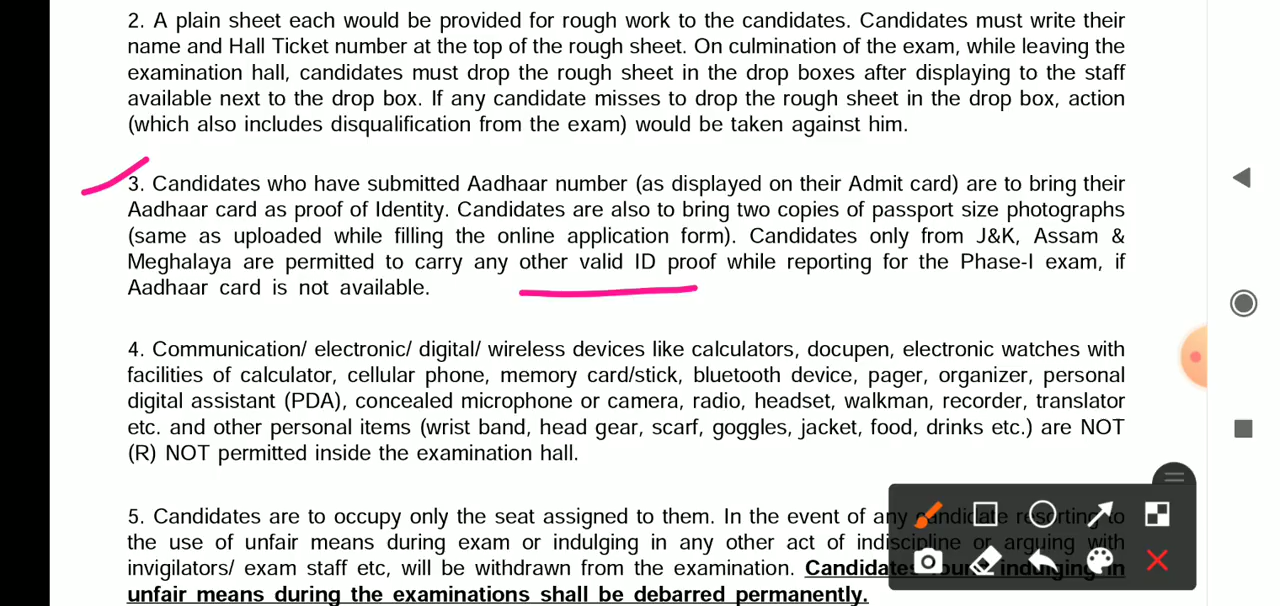 2. A plain sheet each would be provided for rough work to the candidates. Candidates must write their
name and Hall Ticket number at the top of the rough sheet. On culmination of the exam, while leaving the
examination hall, candidates must drop the rough sheet in the drop boxes after displaying to the staff
available next to the drop box. If any candidate misses to drop the rough sheet in the drop box, action
(which also includes disqualification from the exam) would be taken against him.
3. Candidates who have submitted Aadhaar number (as displayed on their Admit card) are to bring their
Aadhaar card as proof of Identity. Candidates are also to bring two copies of passport size photographs
(same as uploaded while filling the online application form). Candidates only from J&K, Assam &
Meghalaya are permitted to carry any other valid ID proof while reporting for the Phase-I exam, if
Aadhaar card is not available.
4. Communication/ electronic/ digital/ wireless devices like calculators, docupen, electronic watches with
facilities of calculator, cellular phone, memory card/stick, bluetooth device, pager, organizer, personal
digital assistant (PDA), concealed microphone or camera, radio, headset, walkman, recorder, translator
etc. and other personal items (wrist band, head gear, scarf, goggles, jacket, food, drinks etc.) are NOT
(R) NOT permitted inside the examination hall.
5. Candidates are to occupy only the seat assigned to them. In the event of any candidate resorting to
the use of unfair means during exam or indulging in any other act of indiscipline or arguing with
invigilators/ exam staff etc, will be withdrawn from the examination. Candidates found indulging in
unfair means during the examinations shall be debarred permanently.